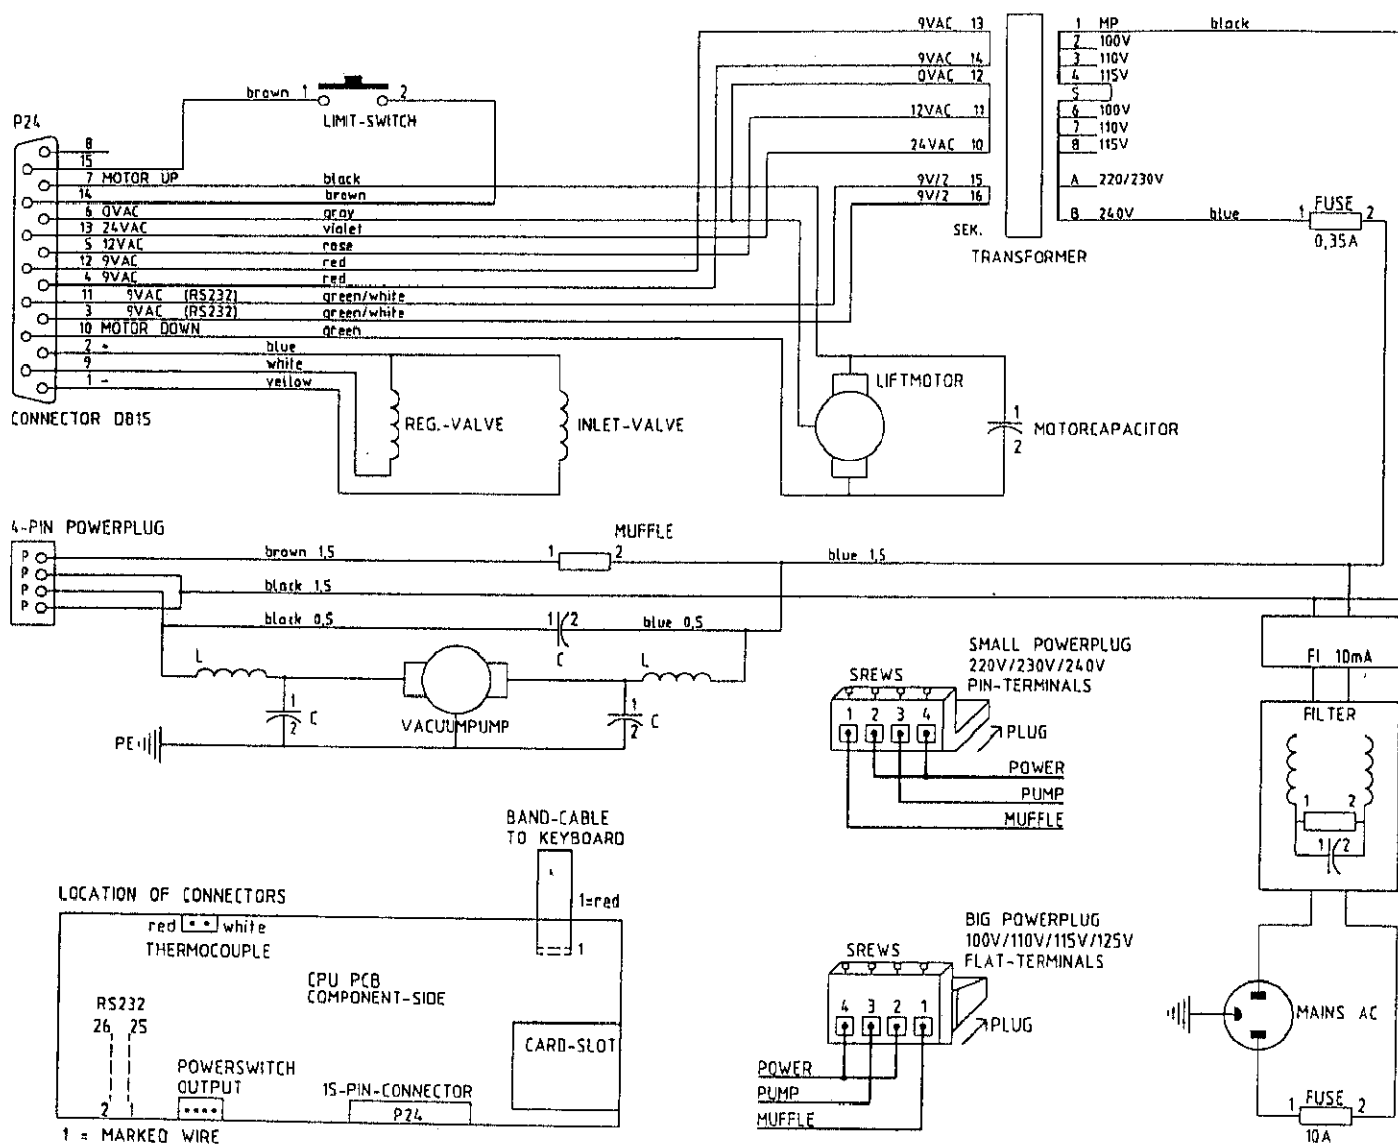 9VAC 13
9VAC 14
0VAC 12
12VAC 11
24VAC 10
9V/2 15
9V/2 16
SEK.
TRANSFORMER
1 MP
2 100V
3 110V
4 115V
5
6 100V
7 110V
8 115V
A 220/230V
B 240V
black
blue
1 FUSE 2
0,35A
brown 1 2
LIMIT-SWITCH
P24
8
15
7 MOTOR UP black
14 brown
6 0VAC gray
13 24VAC violet
5 12VAC rose
12 9VAC red
4 9VAC red
11 9VAC (RS232) green/white
3 9VAC (RS232) green/white
10 MOTOR DOWN green
2 + blue
9 white
1 - yellow
CONNECTOR DB15
REG.-VALVE
INLET-VALVE
LIFTMOTOR
1
2
MOTORCAPACITOR
4-PIN POWERPLUG
P
P
P
P
brown 1,5
MUFFLE
1 2
blue 1,5
black 1,5
black 0,5
1 2
C
blue 0,5
L
L
1
2
C
VACUUMPUMP
1
2
C
PE
SMALL POWERPLUG
220V/230V/240V
PIN-TERMINALS
SREWS
1 2 3 4
PLUG
POWER
PUMP
MUFFLE
FI 10mA
FILTER
1 2
1 2
BAND-CABLE
TO KEYBOARD
1=red
1
LOCATION OF CONNECTORS
red white
THERMOCOUPLE
CPU PCB
COMPONENT-SIDE
RS232
26 25
2 1
POWERSWITCH
OUTPUT
15-PIN-CONNECTOR
P24
CARD-SLOT
1 = MARKED WIRE
BIG POWERPLUG
100V/110V/115V/125V
FLAT-TERMINALS
SREWS
4 3 2 1
PLUG
POWER
PUMP
MUFFLE
MAINS AC
1 FUSE 2
10A